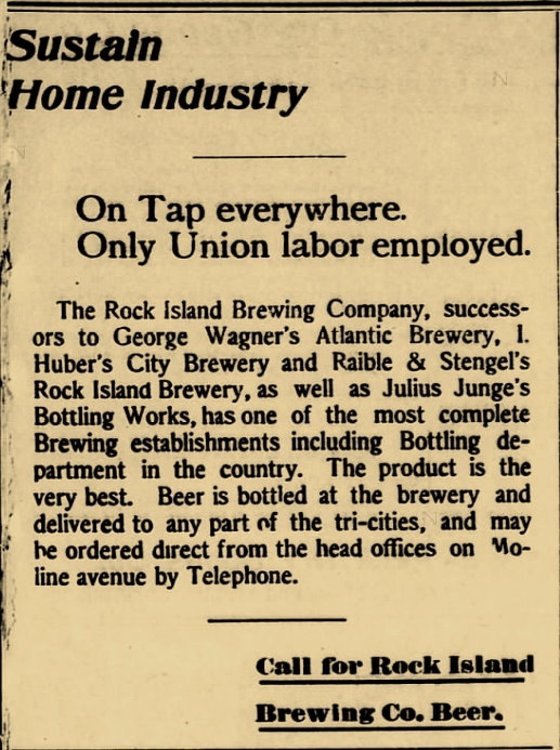 Sustain
Home Industry
On Tap everywhere.
Only Union labor employed.
The Rock Island Brewing Company, success-
ors to George Wagner's Atlantic Brewery, I.
Huber's City Brewery and Raible & Stengel's
Rock Island Brewery, as well as Julius Junge's
Bottling Works, has one of the most complete
Brewing establishments including Bottling de-
partment in the country. The product is the
very best. Beer is bottled at the brewery and
delivered to any part of the tri-cities, and may
be ordered direct from the head offices on Mo-
line avenue by Telephone.
Call for Rock Island
Brewing Co. Beer.